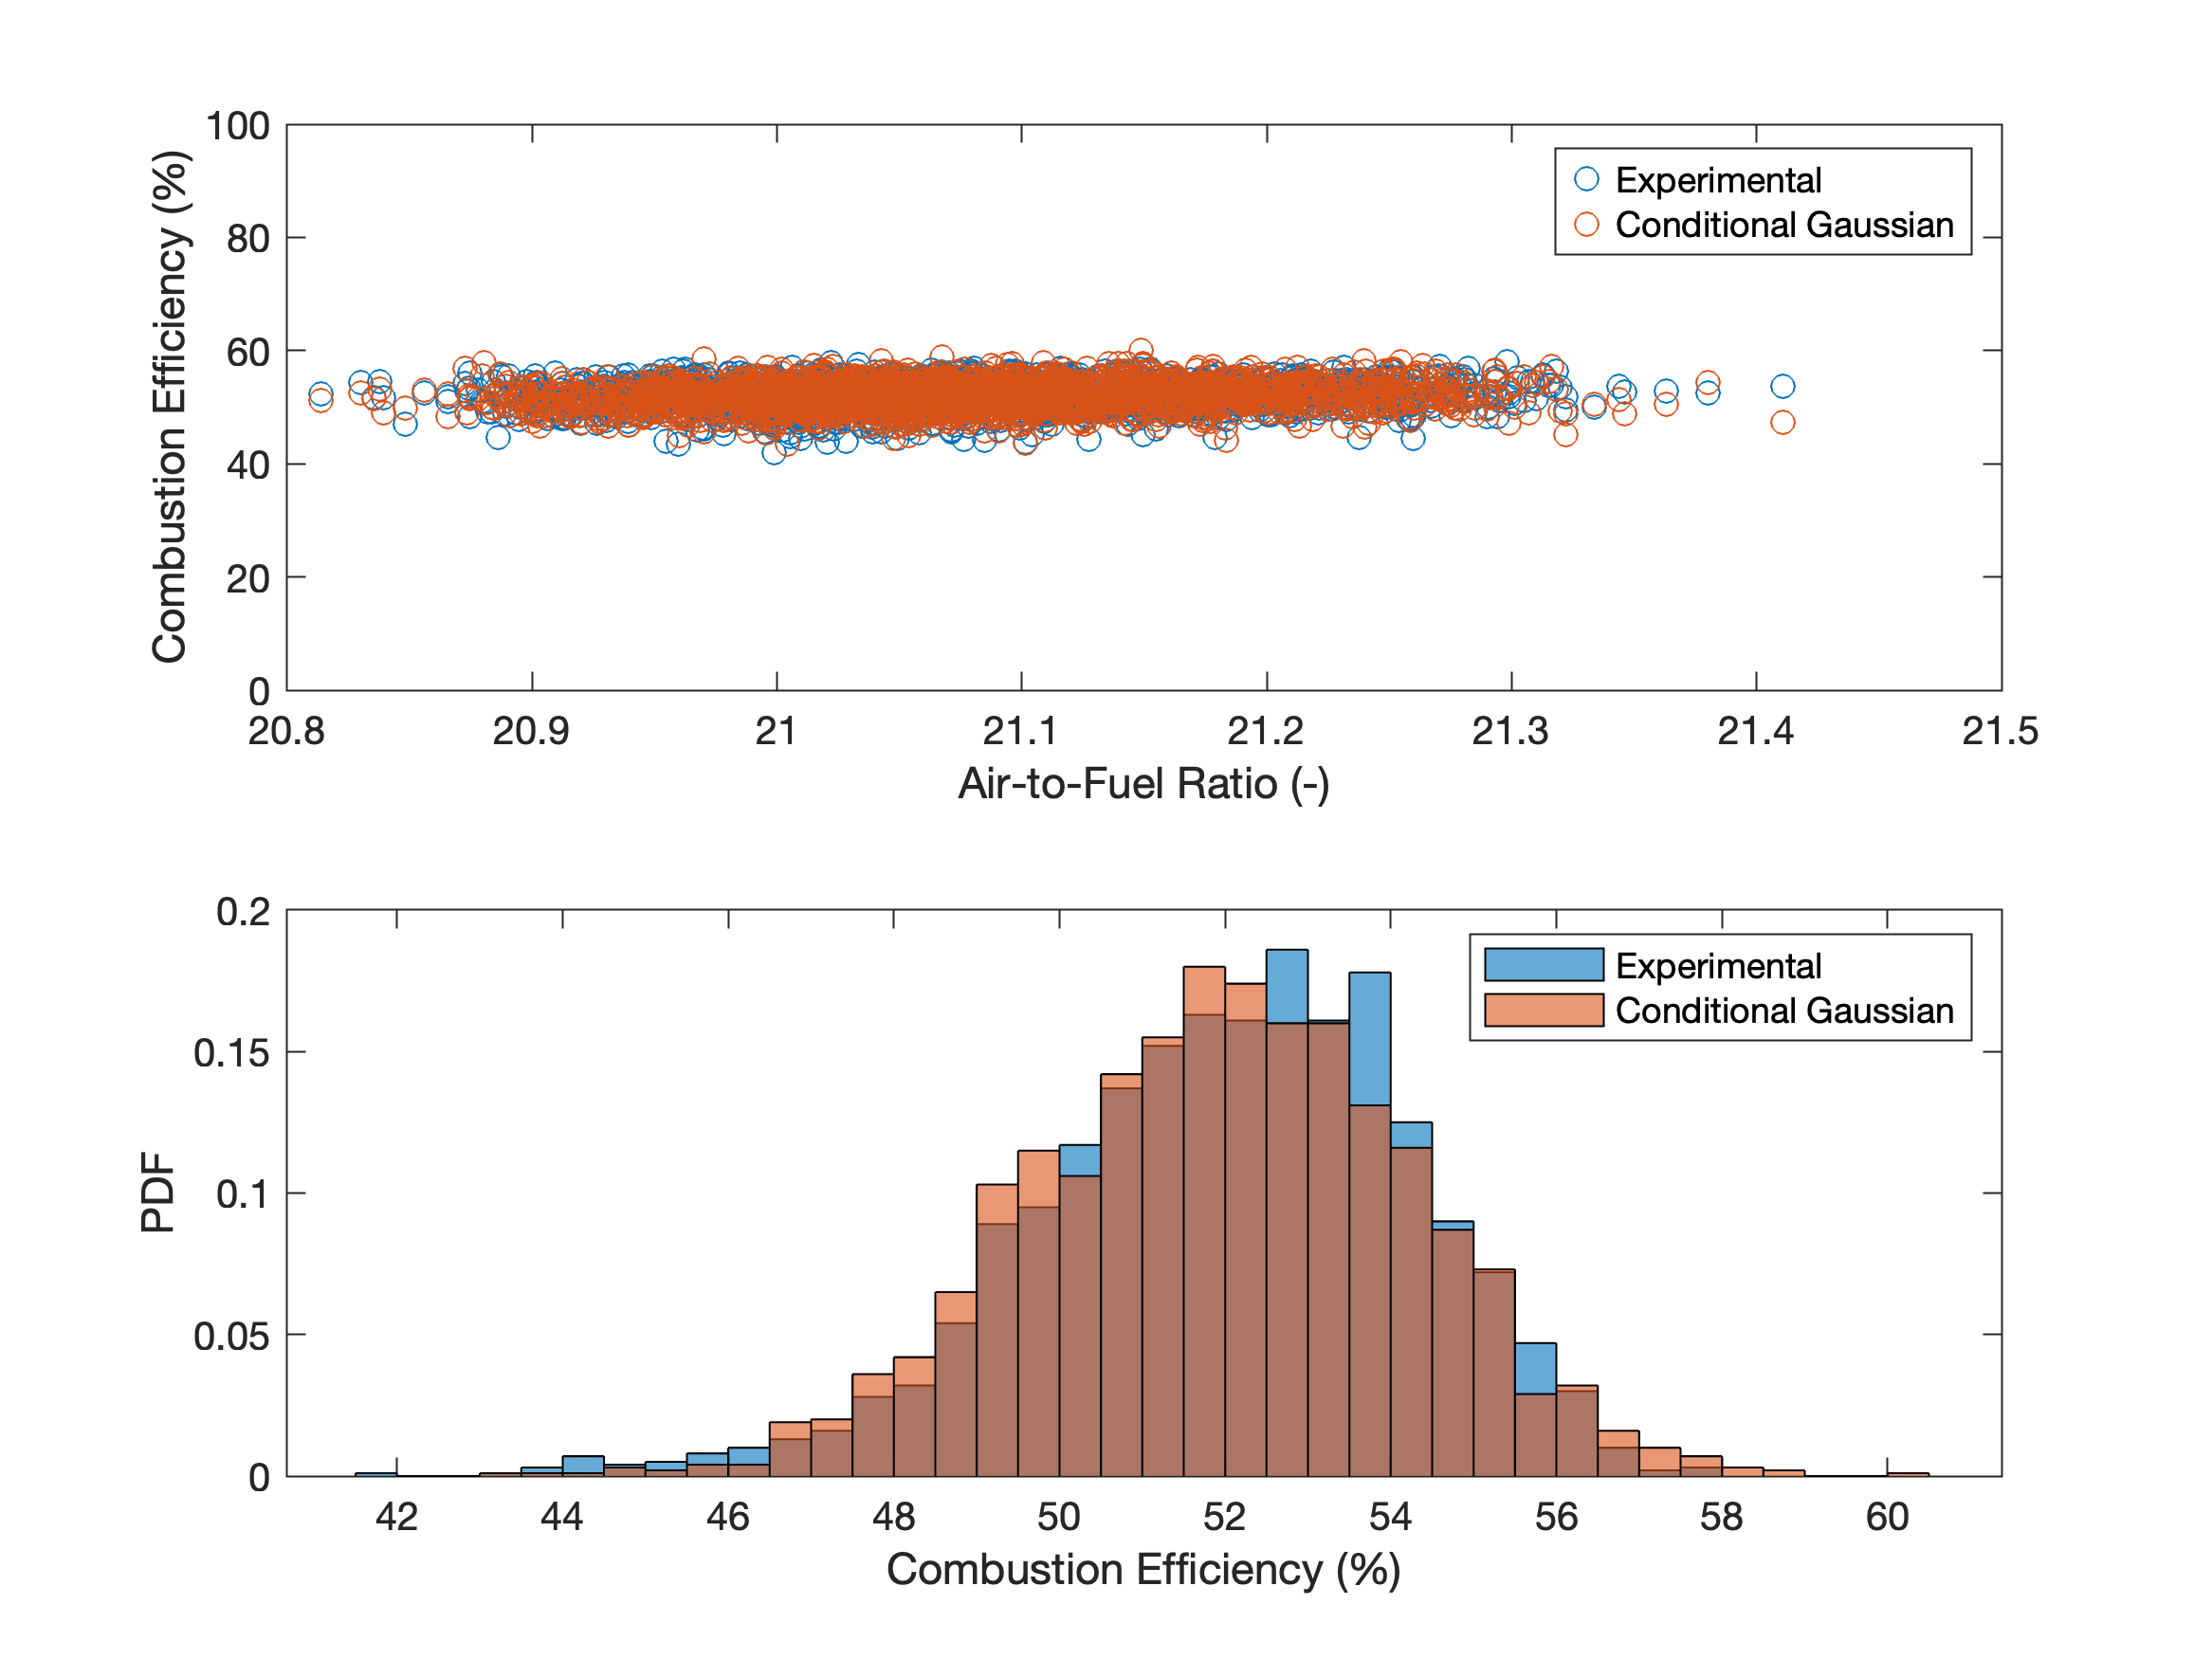 100
80
60
40
20
0
Combustion Efficiency (%)
Experimental
Conditional Gaussian
20.8 20.9 21 21.1 21.2 21.3 21.4 21.5
Air-to-Fuel Ratio (-)
0.2
0.15
0.1
0.05
0
PDF
Experimental
Conditional Gaussian
42 44 46 48 50 52 54 56 58 60
Combustion Efficiency (%)